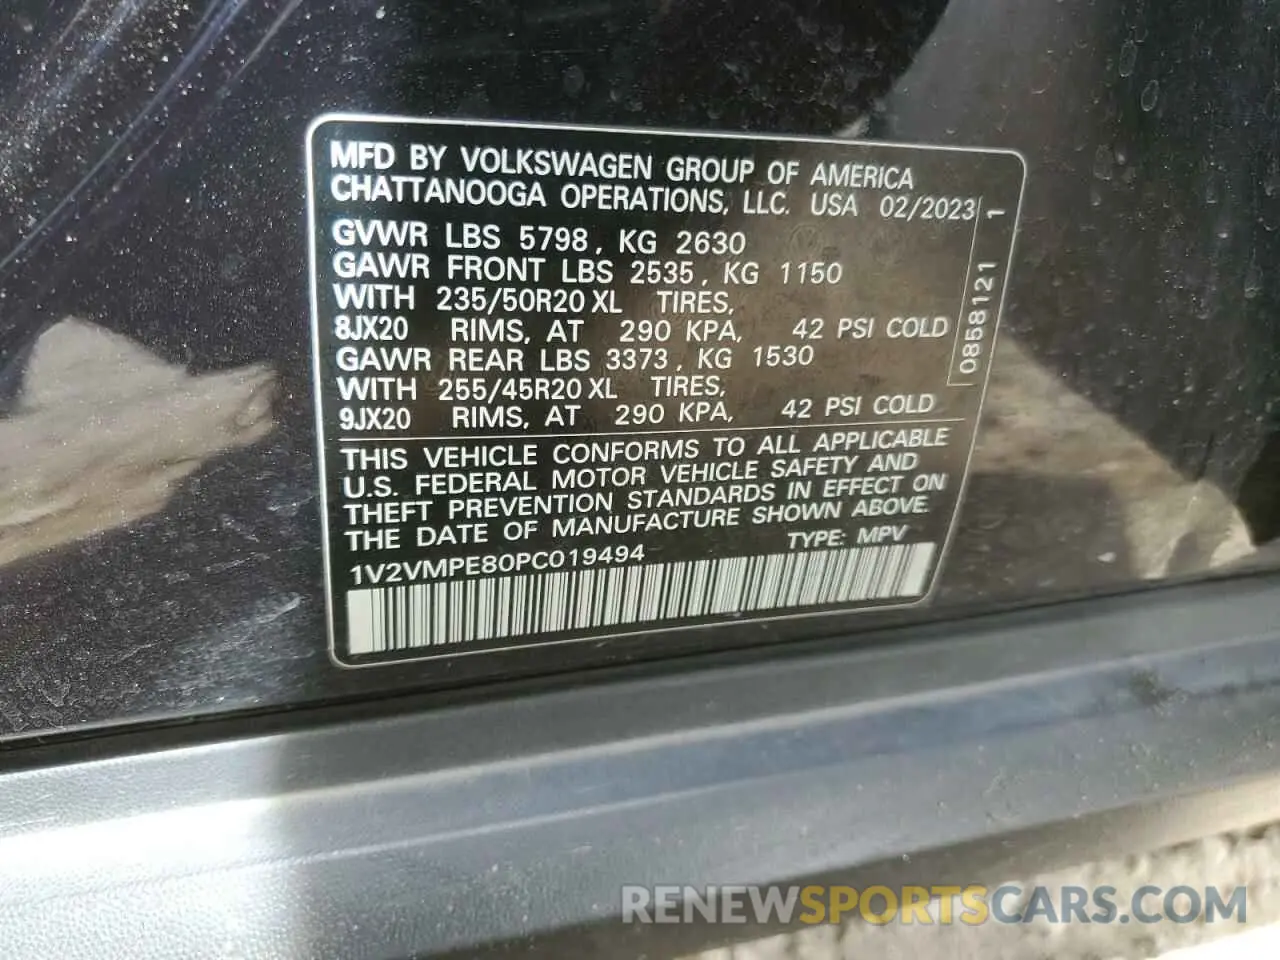 MFD BY VOLKSWAGEN GROUP OF AMERICA
CHATTANOOGA OPERATIONS, LLC. USA 02/2023
GVWR LBS 5798, KG 2630
GAWR FRONT LBS 2535, KG 1150
WITH 235/50R20 XL TIRES,
8JX20 RIMS, AT 290 KPA, 42 PSI COLD
GAWR REAR LBS 3373, KG 1530
WITH 255/45R20 XL TIRES,
9JX20 RIMS, AT 290 KPA, 42 PSI COLD
0858121 1
THIS VEHICLE CONFORMS TO ALL APPLICABLE
U.S. FEDERAL MOTOR VEHICLE SAFETY AND
THEFT PREVENTION STANDARDS IN EFFECT ON
THE DATE OF MANUFACTURE SHOWN ABOVE.
TYPE: MPV
1V2VMPE80PC019494
RENEWSPORTSCARS.COM